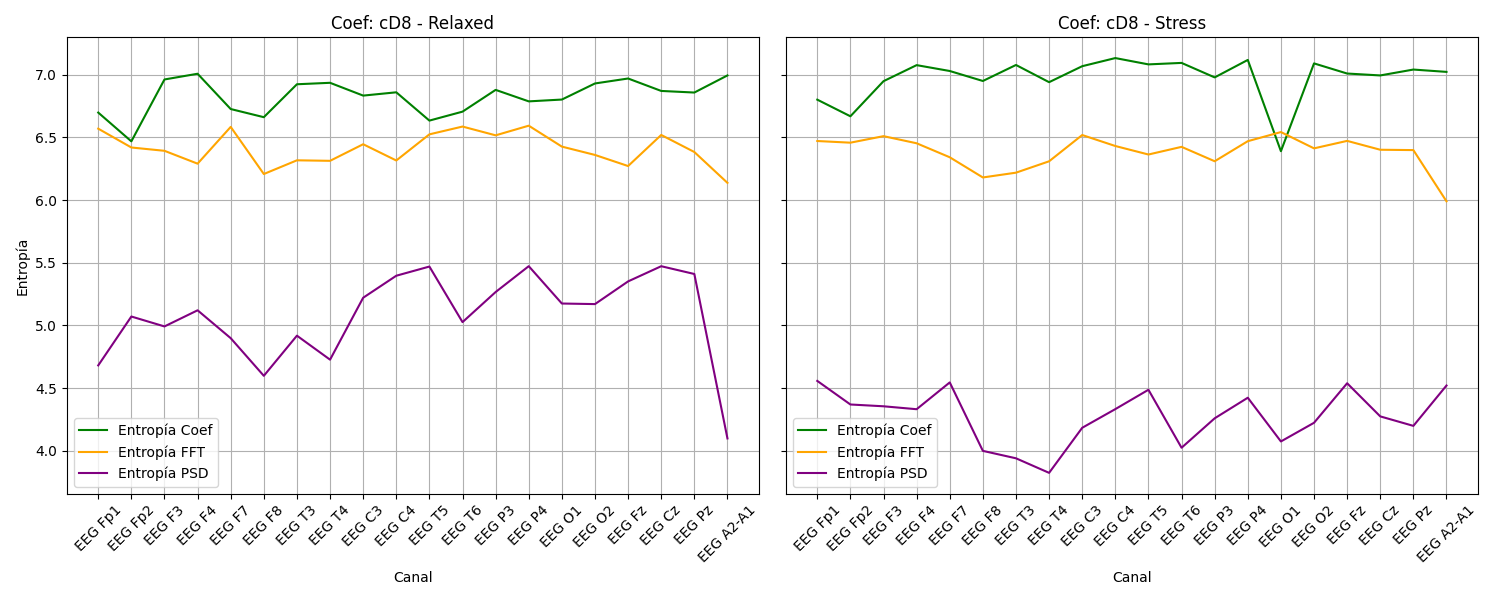 Coef: cD8 - Relaxed
Entropía
7.0
6.5
6.0
5.5
5.0
4.5
4.0
Entropía Coef
Entropía FFT
Entropía PSD
EEG Fp1
EEG Fp2
EEG F3
EEG F4
EEG F7
EEG F8
EEG T3
EEG T4
EEG C3
EEG C4
EEG T5
EEG T6
EEG P3
EEG P4
EEG O1
EEG O2
EEG Fz
EEG Cz
EEG Pz
EEG A2-A1
Canal
Coef: cD8 - Stress
Entropía Coef
Entropía FFT
Entropía PSD
EEG Fp1
EEG Fp2
EEG F3
EEG F4
EEG F7
EEG F8
EEG T3
EEG T4
EEG C3
EEG C4
EEG T5
EEG T6
EEG P3
EEG P4
EEG O1
EEG O2
EEG Fz
EEG Cz
EEG Pz
EEG A2-A1
Canal